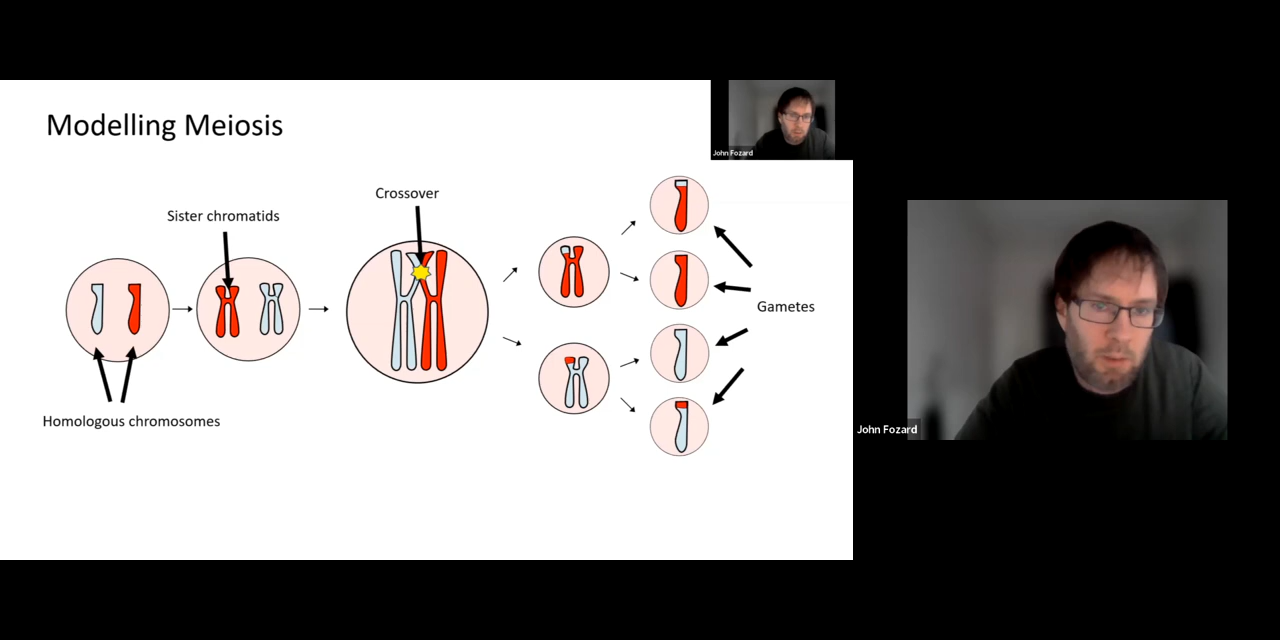 Modelling Meiosis
John Fozard
Crossover
Sister chromatids
Gametes
Homologous chromosomes
John Fozard